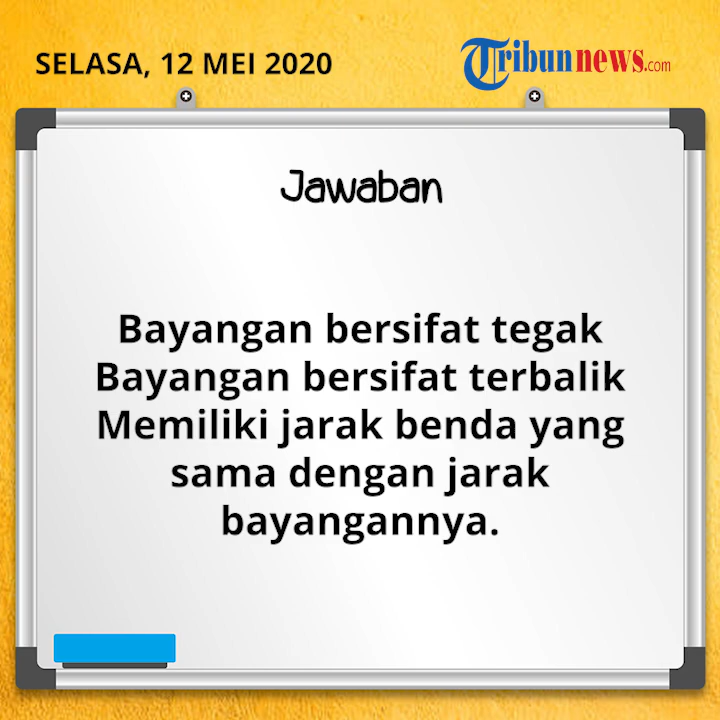 SELASA, 12 MEI 2020
Tribunnews.com
Jawaban
Bayangan bersifat tegak
Bayangan bersifat terbalik
Memiliki jarak benda yang
sama dengan jarak
bayangannya.